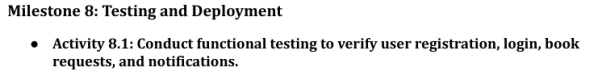 Milestone 8: Testing and Deployment
● Activity 8.1: Conduct functional testing to verify user registration, login, book
requests, and notifications.